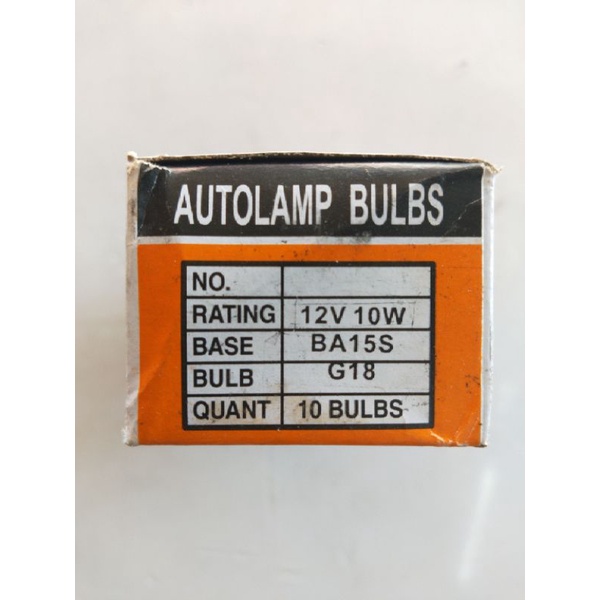 AUTOLAMP BULBS
NO.
RATING 12V 10W
BASE BA15S
BULB G18
QUANT 10 BULBS